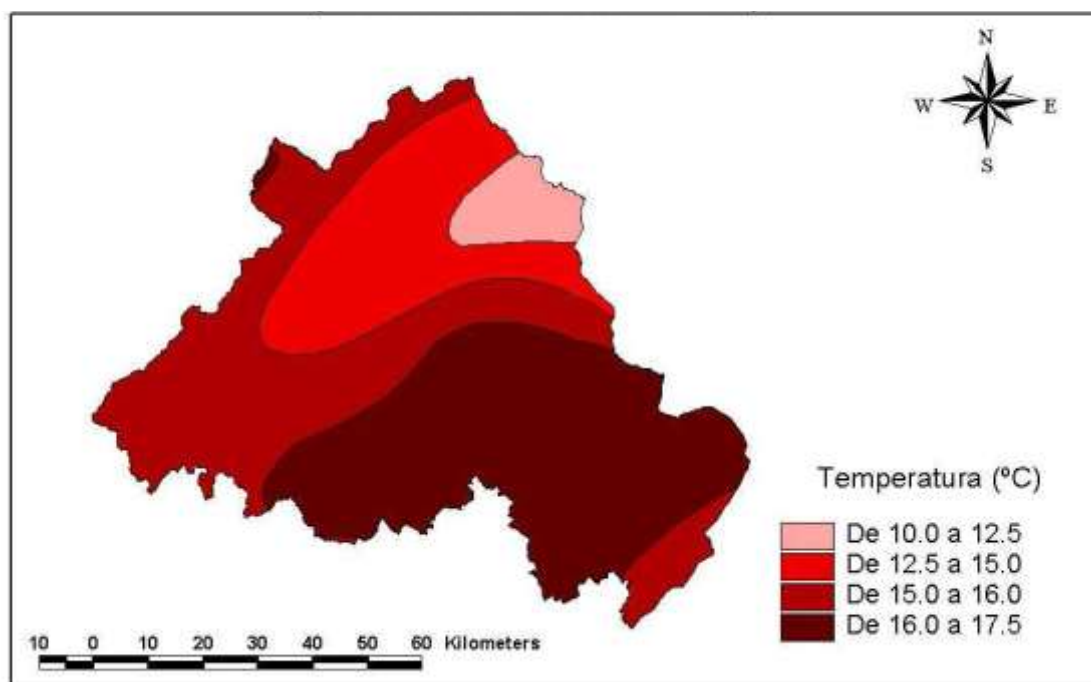 N
W E
S
Temperatura (ºC)
De 10.0 a 12.5
De 12.5 a 15.0
De 15.0 a 16.0
De 16.0 a 17.5
10 0 10 20 30 40 50 60 Kilometers